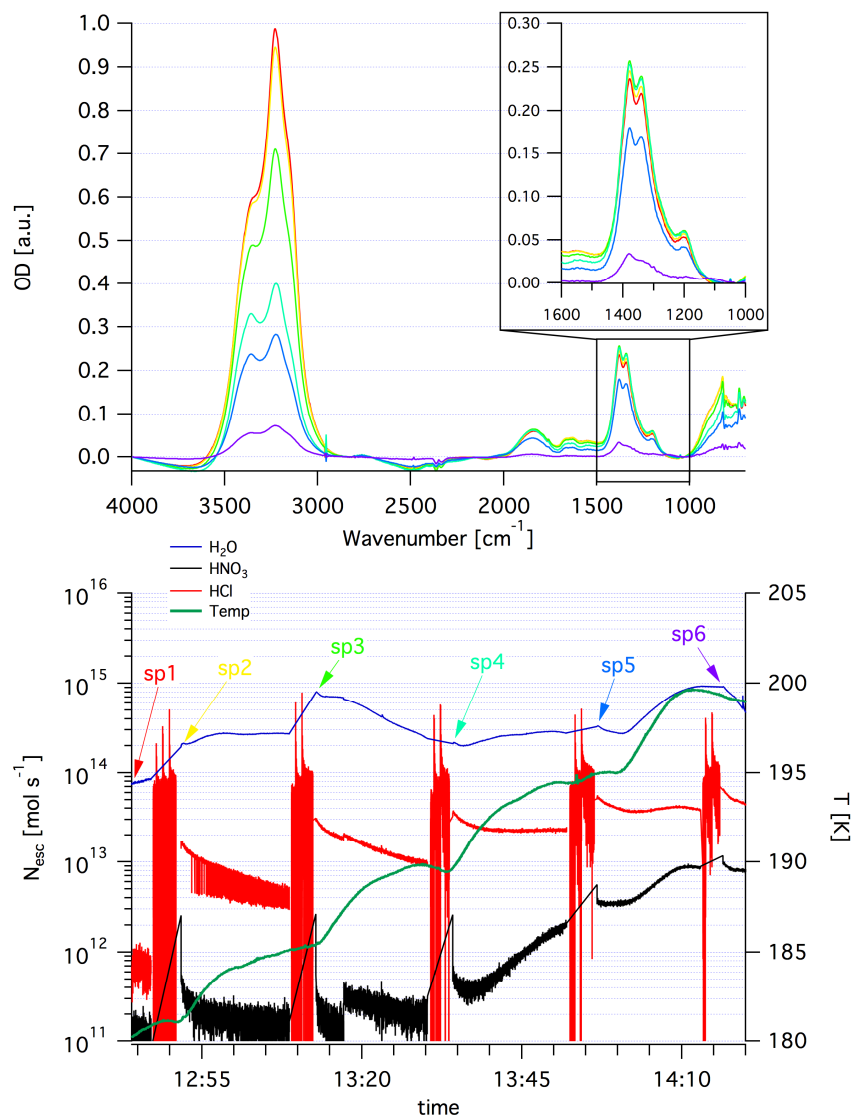 1.0
0.9
0.8
0.7
0.6
0.5
0.4
0.3
0.2
0.1
0.0
OD [a.u.]
4000 3500 3000 2500 2000 1500 1000
Wavenumber [cm⁻¹]
0.30
0.25
0.20
0.15
0.10
0.05
0.00
1600 1400 1200 1000
H₂O
HNO₃
HCl
Temp
10¹⁶
10¹⁵
10¹⁴
10¹³
10¹²
10¹¹
N_esc [mol s⁻¹]
sp1
sp2
sp3
sp4
sp5
sp6
205
200
195
190
185
180
T [K]
12:55 13:20 13:45 14:10
time